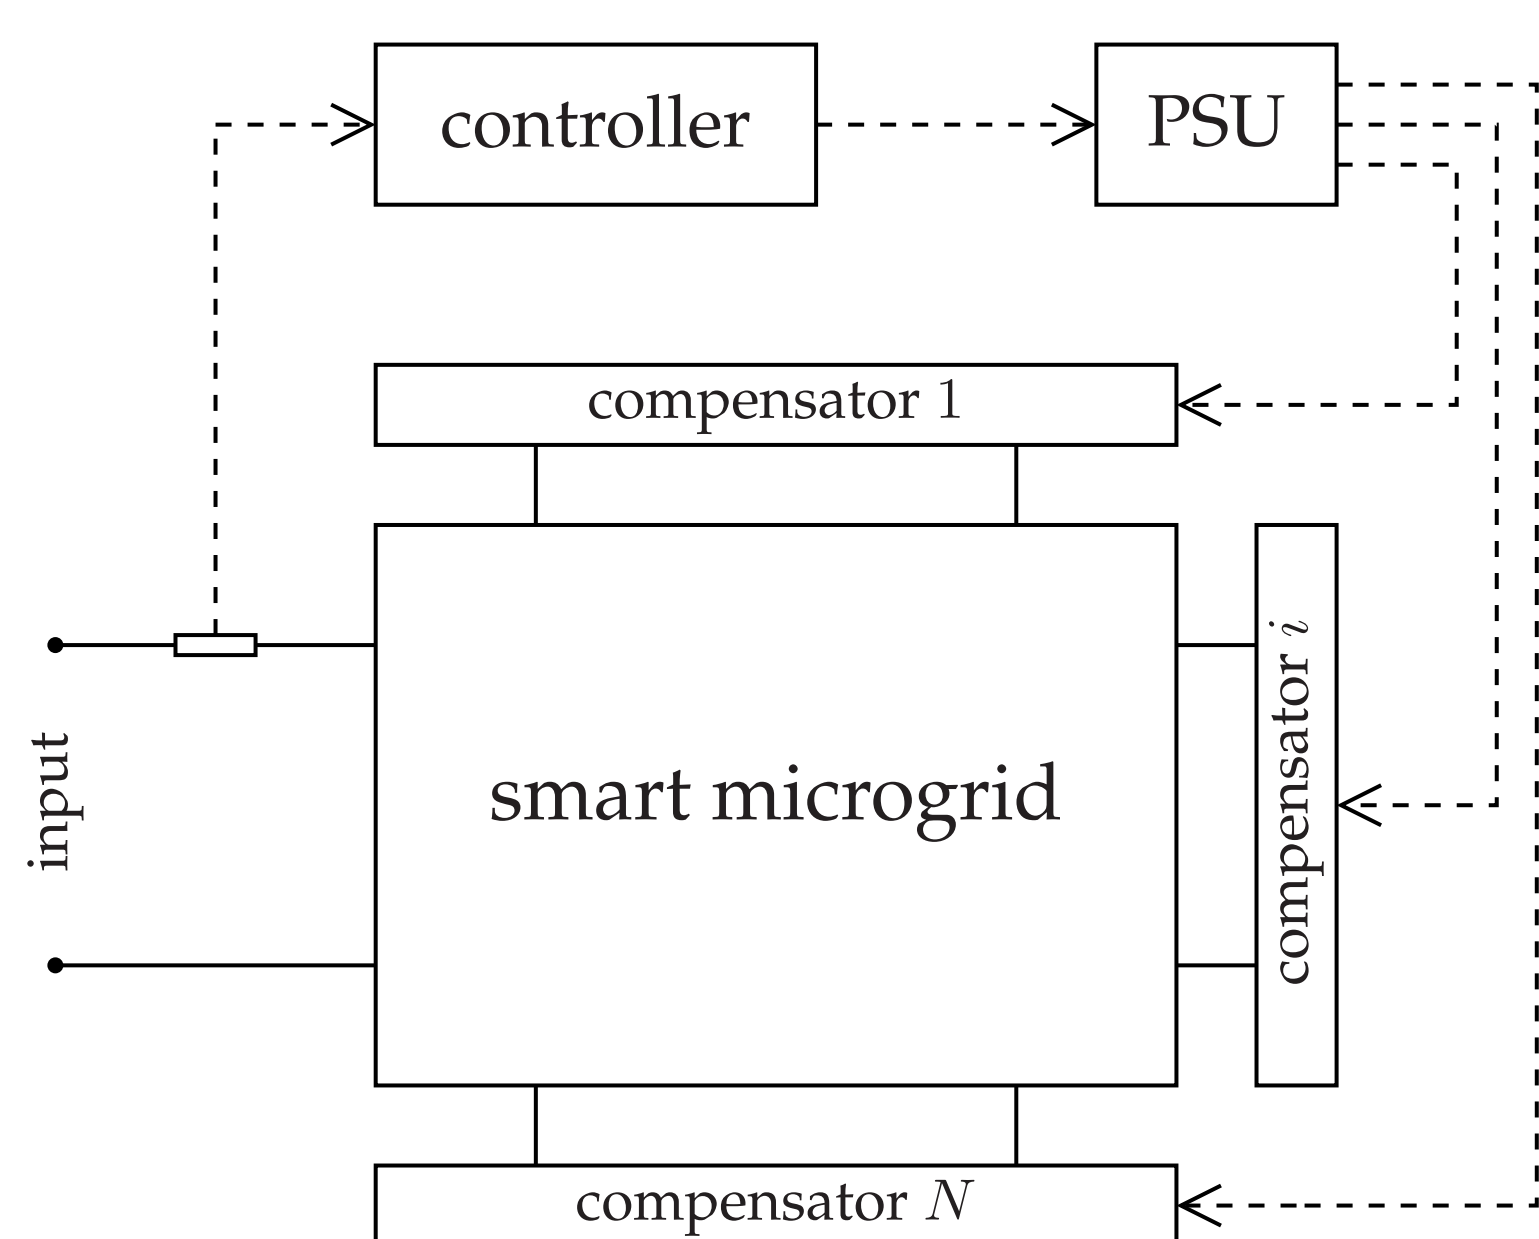 controller
PSU
compensator 1
input
smart microgrid
compensator i
compensator N